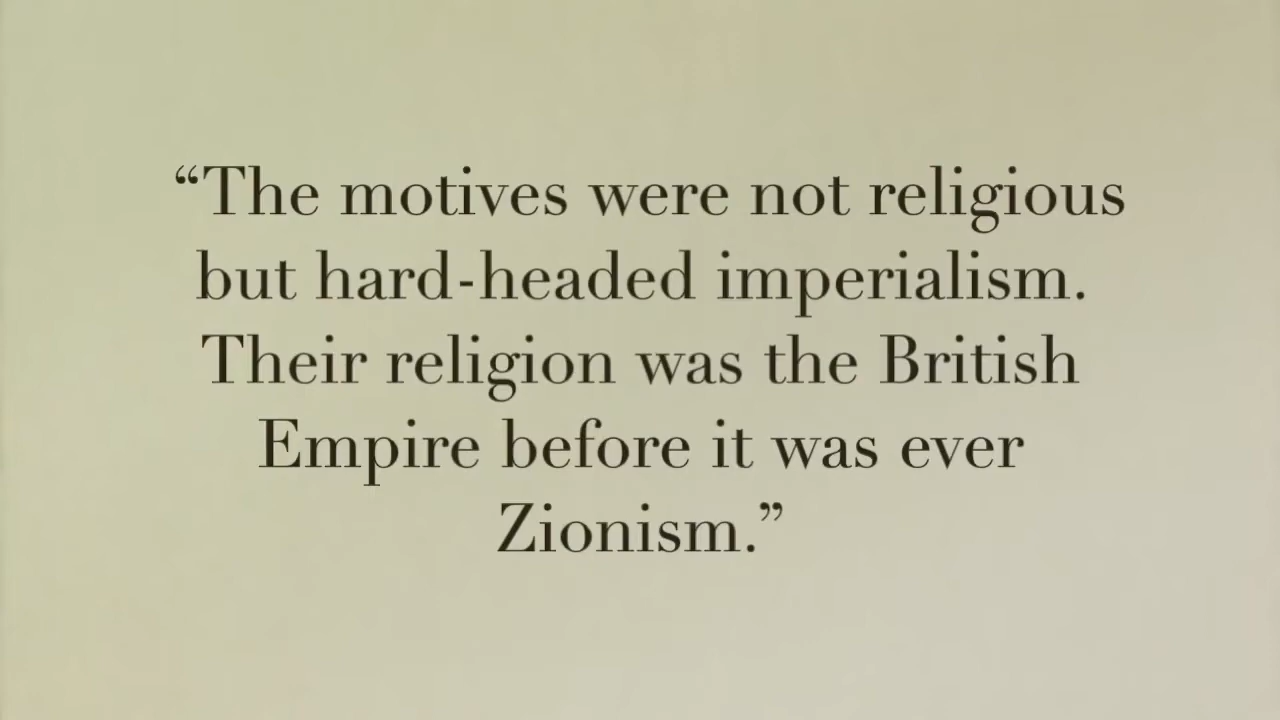 “The motives were not religious
but hard-headed imperialism.
Their religion was the British
Empire before it was ever
Zionism.”